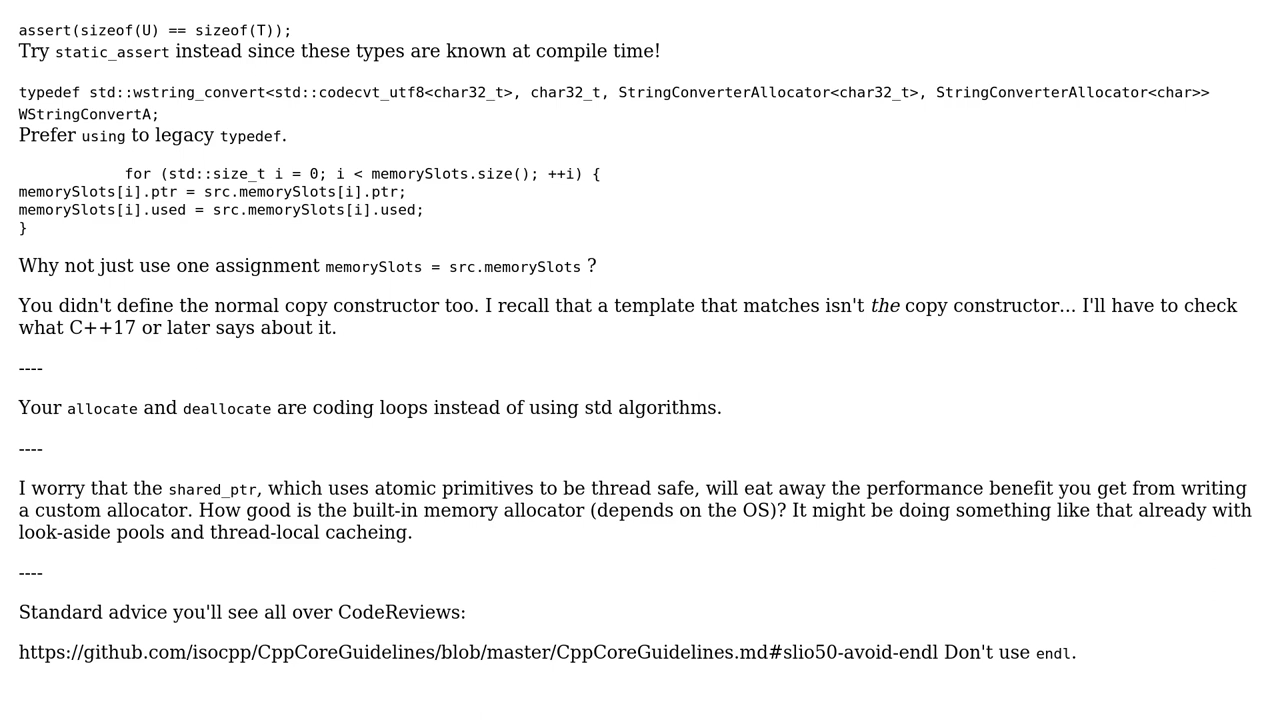 assert(sizeof(U) == sizeof(T));
Try static_assert instead since these types are known at compile time!
typedef std::wstring_convert<std::codecvt_utf8<char32_t>, char32_t, StringConverterAllocator<char32_t>, StringConverterAllocator<char>>
WStringConvertA;
Prefer using to legacy typedef.
for (std::size_t i = 0; i < memorySlots.size(); ++i) {
memorySlots[i].ptr = src.memorySlots[i].ptr;
memorySlots[i].used = src.memorySlots[i].used;
}
Why not just use one assignment memorySlots = src.memorySlots ?
You didn't define the normal copy constructor too. I recall that a template that matches isn't the copy constructor… I'll have to check
what C++17 or later says about it.
----
Your allocate and deallocate are coding loops instead of using std algorithms.
----
I worry that the shared_ptr, which uses atomic primitives to be thread safe, will eat away the performance benefit you get from writing
a custom allocator. How good is the built-in memory allocator (depends on the OS)? It might be doing something like that already with
look-aside pools and thread-local cacheing.
----
Standard advice you'll see all over CodeReviews:
https://github.com/isocpp/CppCoreGuidelines/blob/master/CppCoreGuidelines.md#slio50-avoid-endl Don't use endl.